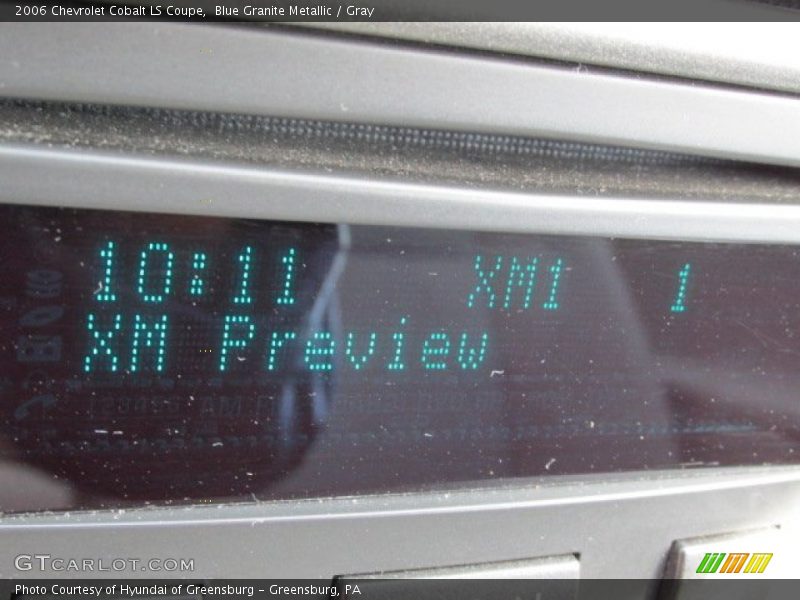 2006 Chevrolet Cobalt LS Coupe, Blue Granite Metallic / Gray
10:11 XM1 1
XM Preview
GTCARLOT.COM
Photo Courtesy of Hyundai of Greensburg - Greensburg, PA